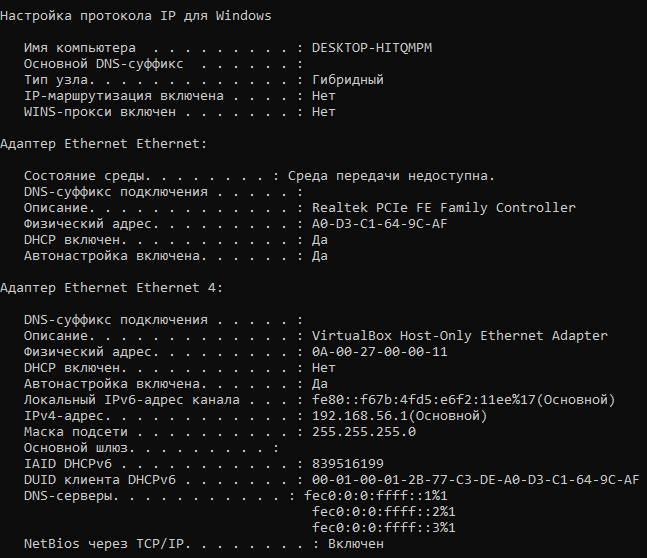 Настройка протокола IP для Windows
Имя компьютера . . . . . . . . . : DESKTOP-HITQMPM
Основной DNS-суффикс . . . . . . :
Тип узла. . . . . . . . . . . . . : Гибридный
IP-маршрутизация включена . . . . : Нет
WINS-прокси включен . . . . . . . : Нет
Адаптер Ethernet Ethernet:
Состояние среды. . . . . . . . : Среда передачи недоступна.
DNS-суффикс подключения . . . . . :
Описание. . . . . . . . . . . . . : Realtek PCIe FE Family Controller
Физический адрес. . . . . . . . . : A0-D3-C1-64-9C-AF
DHCP включен. . . . . . . . . . . : Да
Автонастройка включена. . . . . . : Да
Адаптер Ethernet Ethernet 4:
DNS-суффикс подключения . . . . . :
Описание. . . . . . . . . . . . . : VirtualBox Host-Only Ethernet Adapter
Физический адрес. . . . . . . . . : 0A-00-27-00-00-11
DHCP включен. . . . . . . . . . . : Нет
Автонастройка включена. . . . . . : Да
Локальный IPv6-адрес канала . . . : fe80::f67b:4fd5:e6f2:11ee%17(Основной)
IPv4-адрес. . . . . . . . . . . . : 192.168.56.1(Основной)
Маска подсети . . . . . . . . . . : 255.255.255.0
Основной шлюз. . . . . . . . . :
IAID DHCPv6 . . . . . . . . . . . : 839516199
DUID клиента DHCPv6 . . . . . . . : 00-01-00-01-2B-77-C3-DE-A0-D3-C1-64-9C-AF
DNS-серверы. . . . . . . . . . . : fec0:0:0:ffff::1%1
fec0:0:0:ffff::2%1
fec0:0:0:ffff::3%1
NetBios через TCP/IP. . . . . . . . : Включен